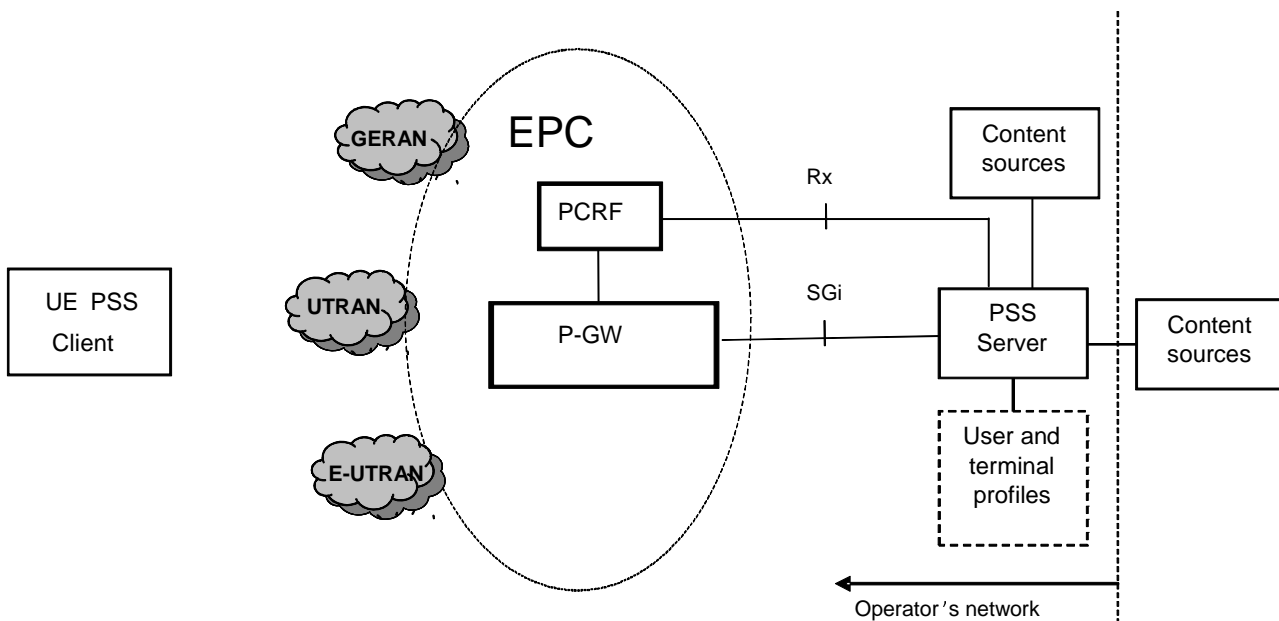 GERAN
EPC
Content
sources
Rx
PCRF
UE PSS
Client
UTRAN
SGi
P-GW
PSS
Server
Content
sources
E-UTRAN
User and
terminal
profiles
Operator's network